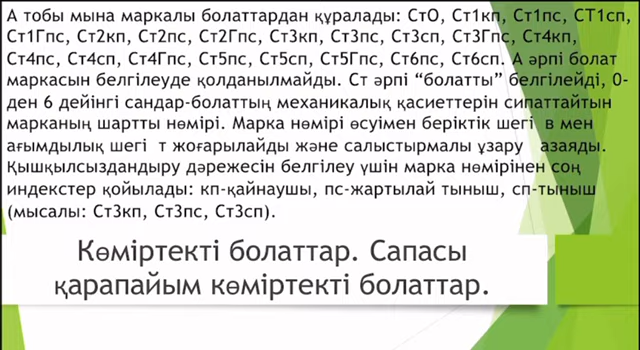 А тобы мына маркалы болаттардан құралады: СтО, Ст1кп, Ст1пс, СТ1сп,
Ст1Гпс, Ст2кп, Ст2пс, Ст2Гпс, Ст3кп, Ст3пс, Ст3сп, Ст3Гпс, Ст4кп,
Ст4пс, Ст4сп, Ст4Гпс, Ст5пс, Ст5сп, Ст5Гпс, Ст6пс, Ст6сп. А әрпі болат
маркасын белгілеуде қолданылмайды. Ст әрпі “болатты” белгілейді, 0-
ден 6 дейінгі сандар-болаттың механикалық қасиеттерін сипаттайтын
марканың шартты нөмірі. Марка нөмірі өсуімен беріктік шегі в мен
ағымдылық шегі т жоғарылайды және салыстырмалы ұзару азаяды.
Қышқылсыздандыру дәрежесін белгілеу үшін марка нөмірінен соң
индекстер қойылады: кп-қайнаушы, пс-жартылай тыныш, сп-тыныш
(мысалы: Ст3кп, Ст3пс, Ст3сп).
Көміртекті болаттар. Сапасы
қарапайым көміртекті болаттар.